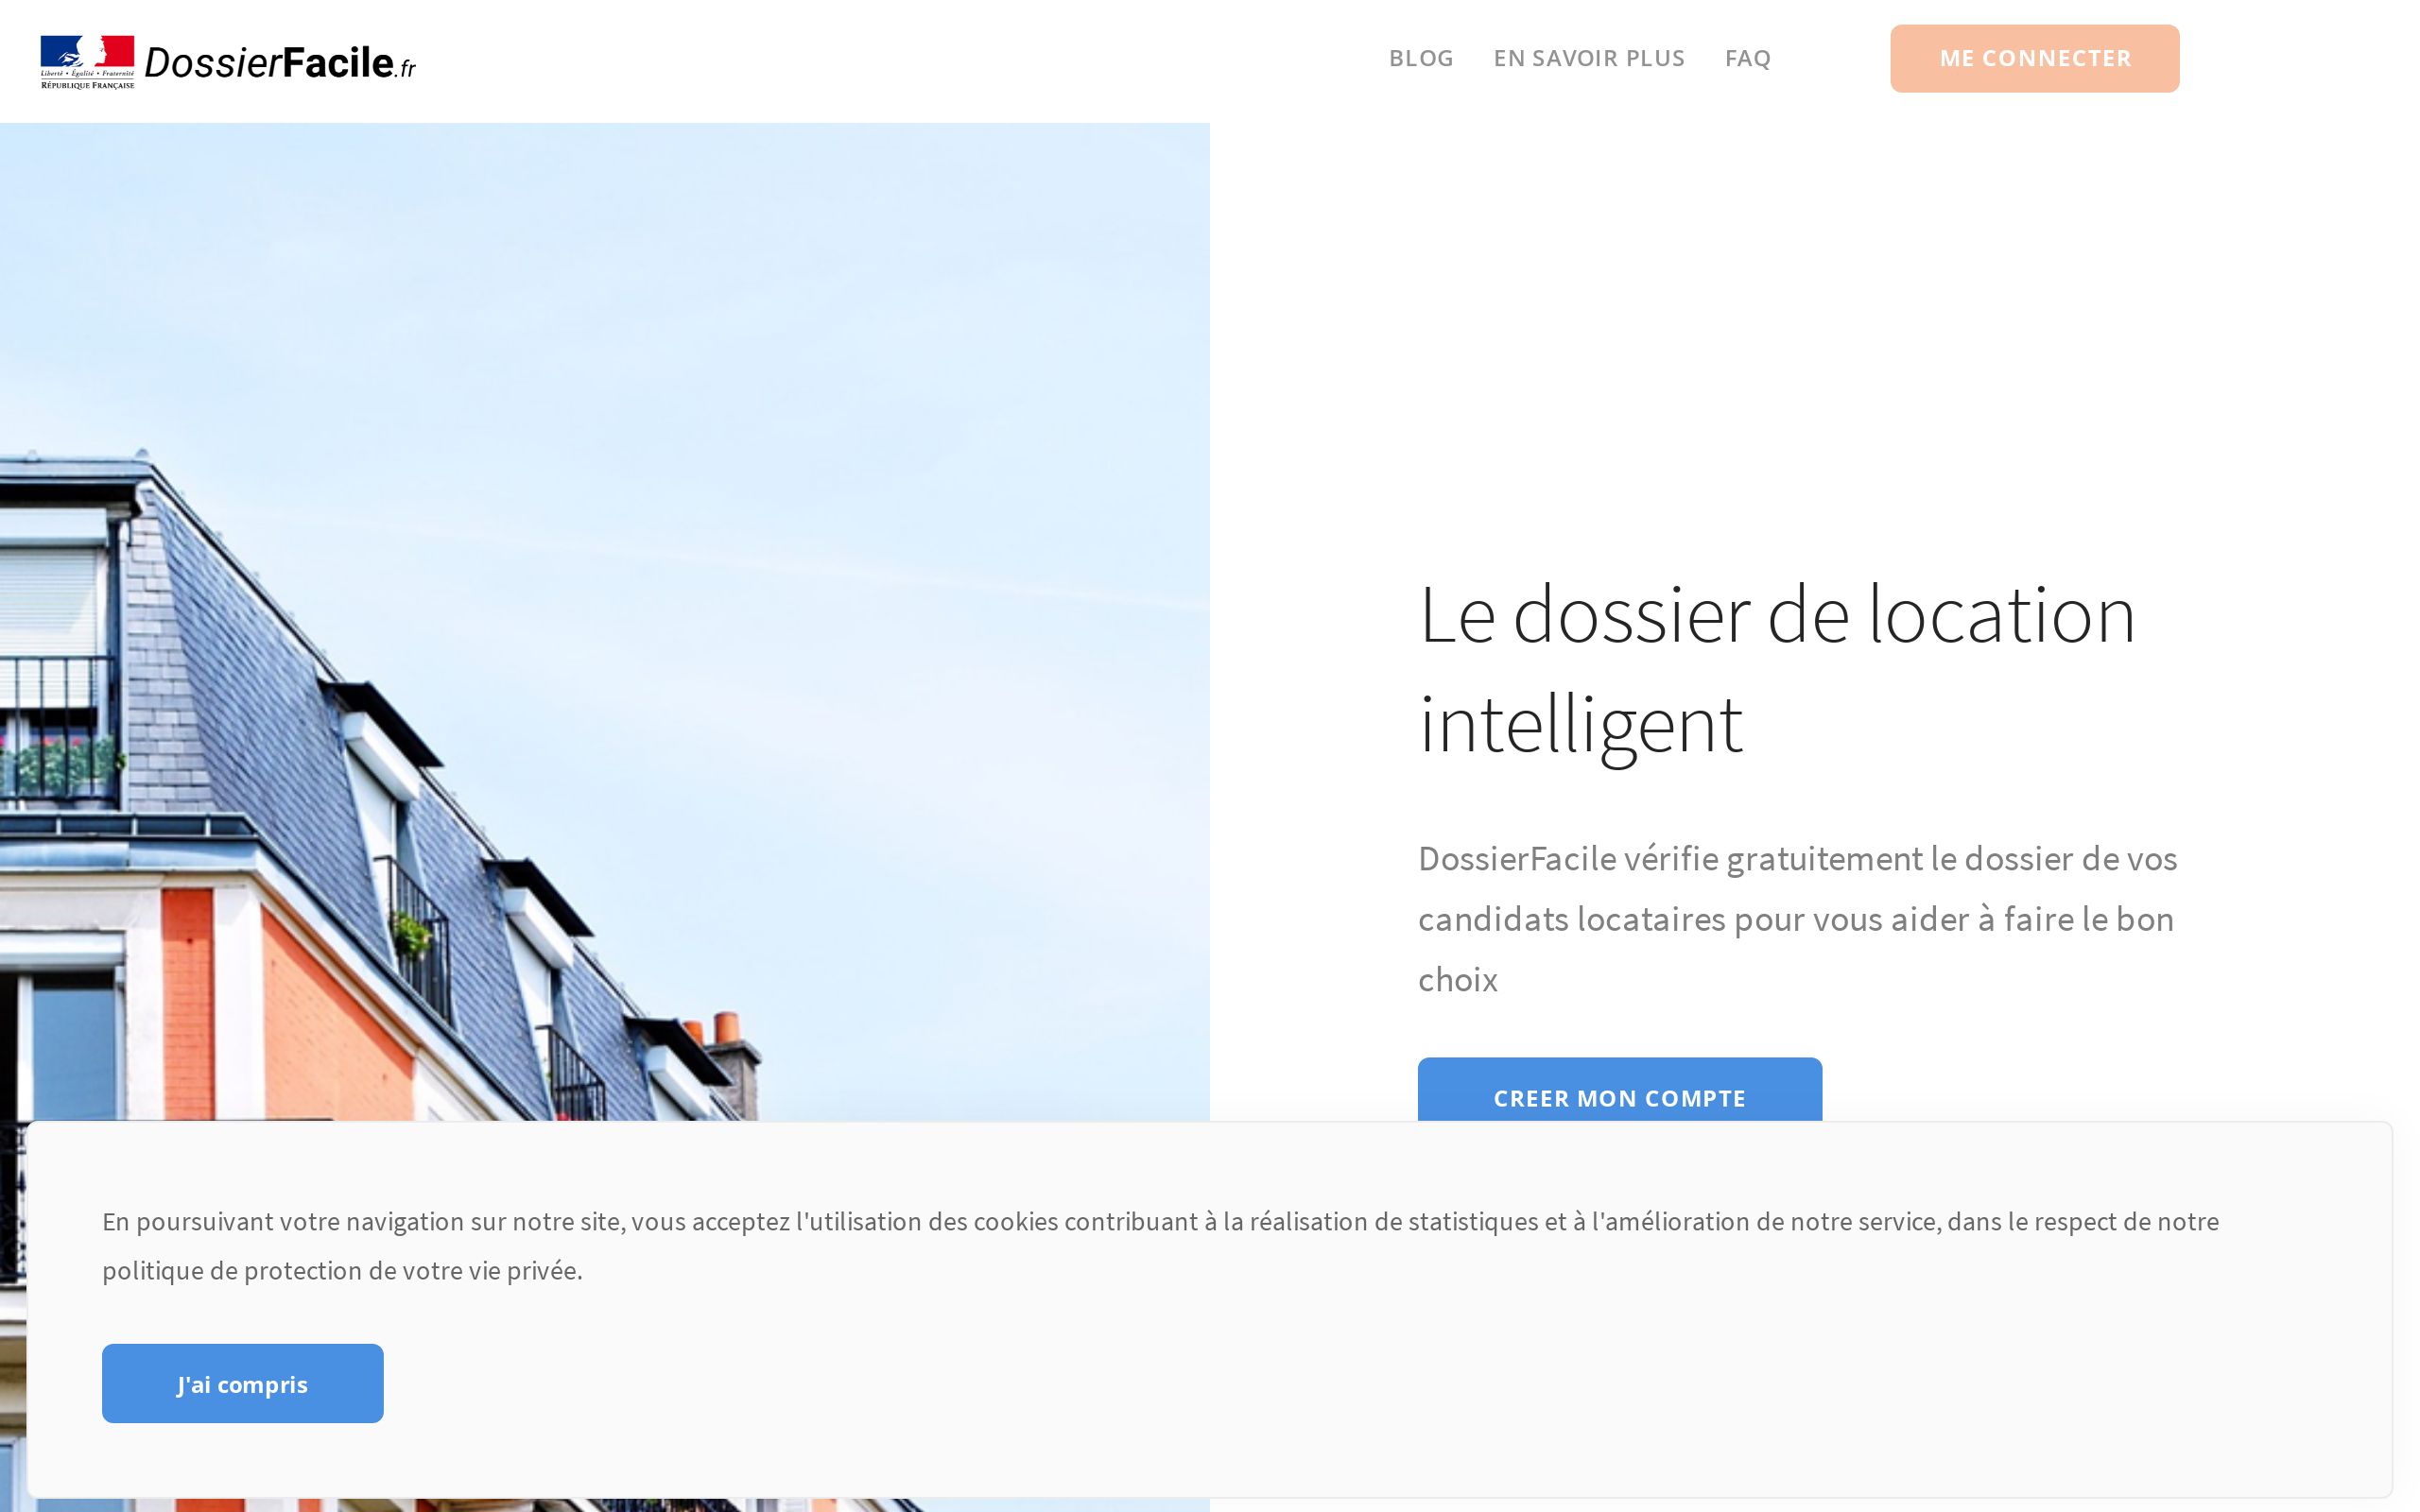 Liberté • Égalité • Fraternité
RÉPUBLIQUE FRANÇAISE
DossierFacile.fr
BLOG
EN SAVOIR PLUS
FAQ
ME CONNECTER
Le dossier de location
intelligent
DossierFacile vérifie gratuitement le dossier de vos
candidats locataires pour vous aider à faire le bon
choix
CREER MON COMPTE
En poursuivant votre navigation sur notre site, vous acceptez l'utilisation des cookies contribuant à la réalisation de statistiques et à l'amélioration de notre service, dans le respect de notre
politique de protection de votre vie privée.
J'ai compris